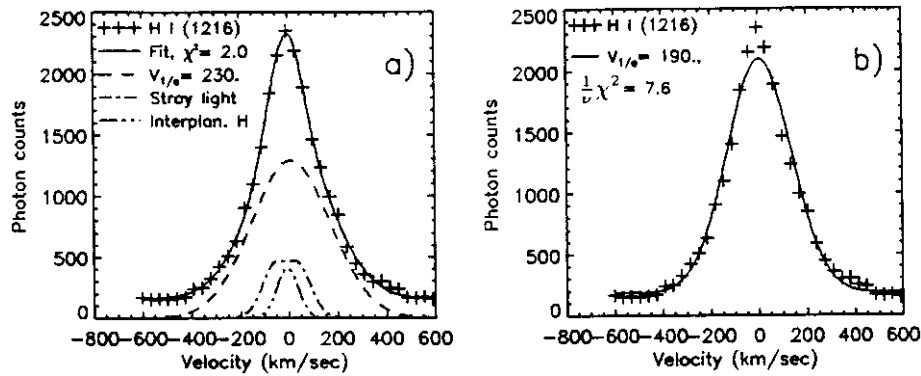 2500
2000
1500
1000
500
0
Photon counts
H I (1216)
Fit, χ²= 2.0
V1/e= 230.
Stray light
Interplan. H
a)
−800−600−400−200 0 200 400 600
Velocity (km/sec)
2500
2000
1500
1000
500
0
Photon counts
H I (1216)
V1/e= 190.,
1/ν χ² = 7.6
b)
−800−600−400−200 0 200 400 600
Velocity (km/sec)